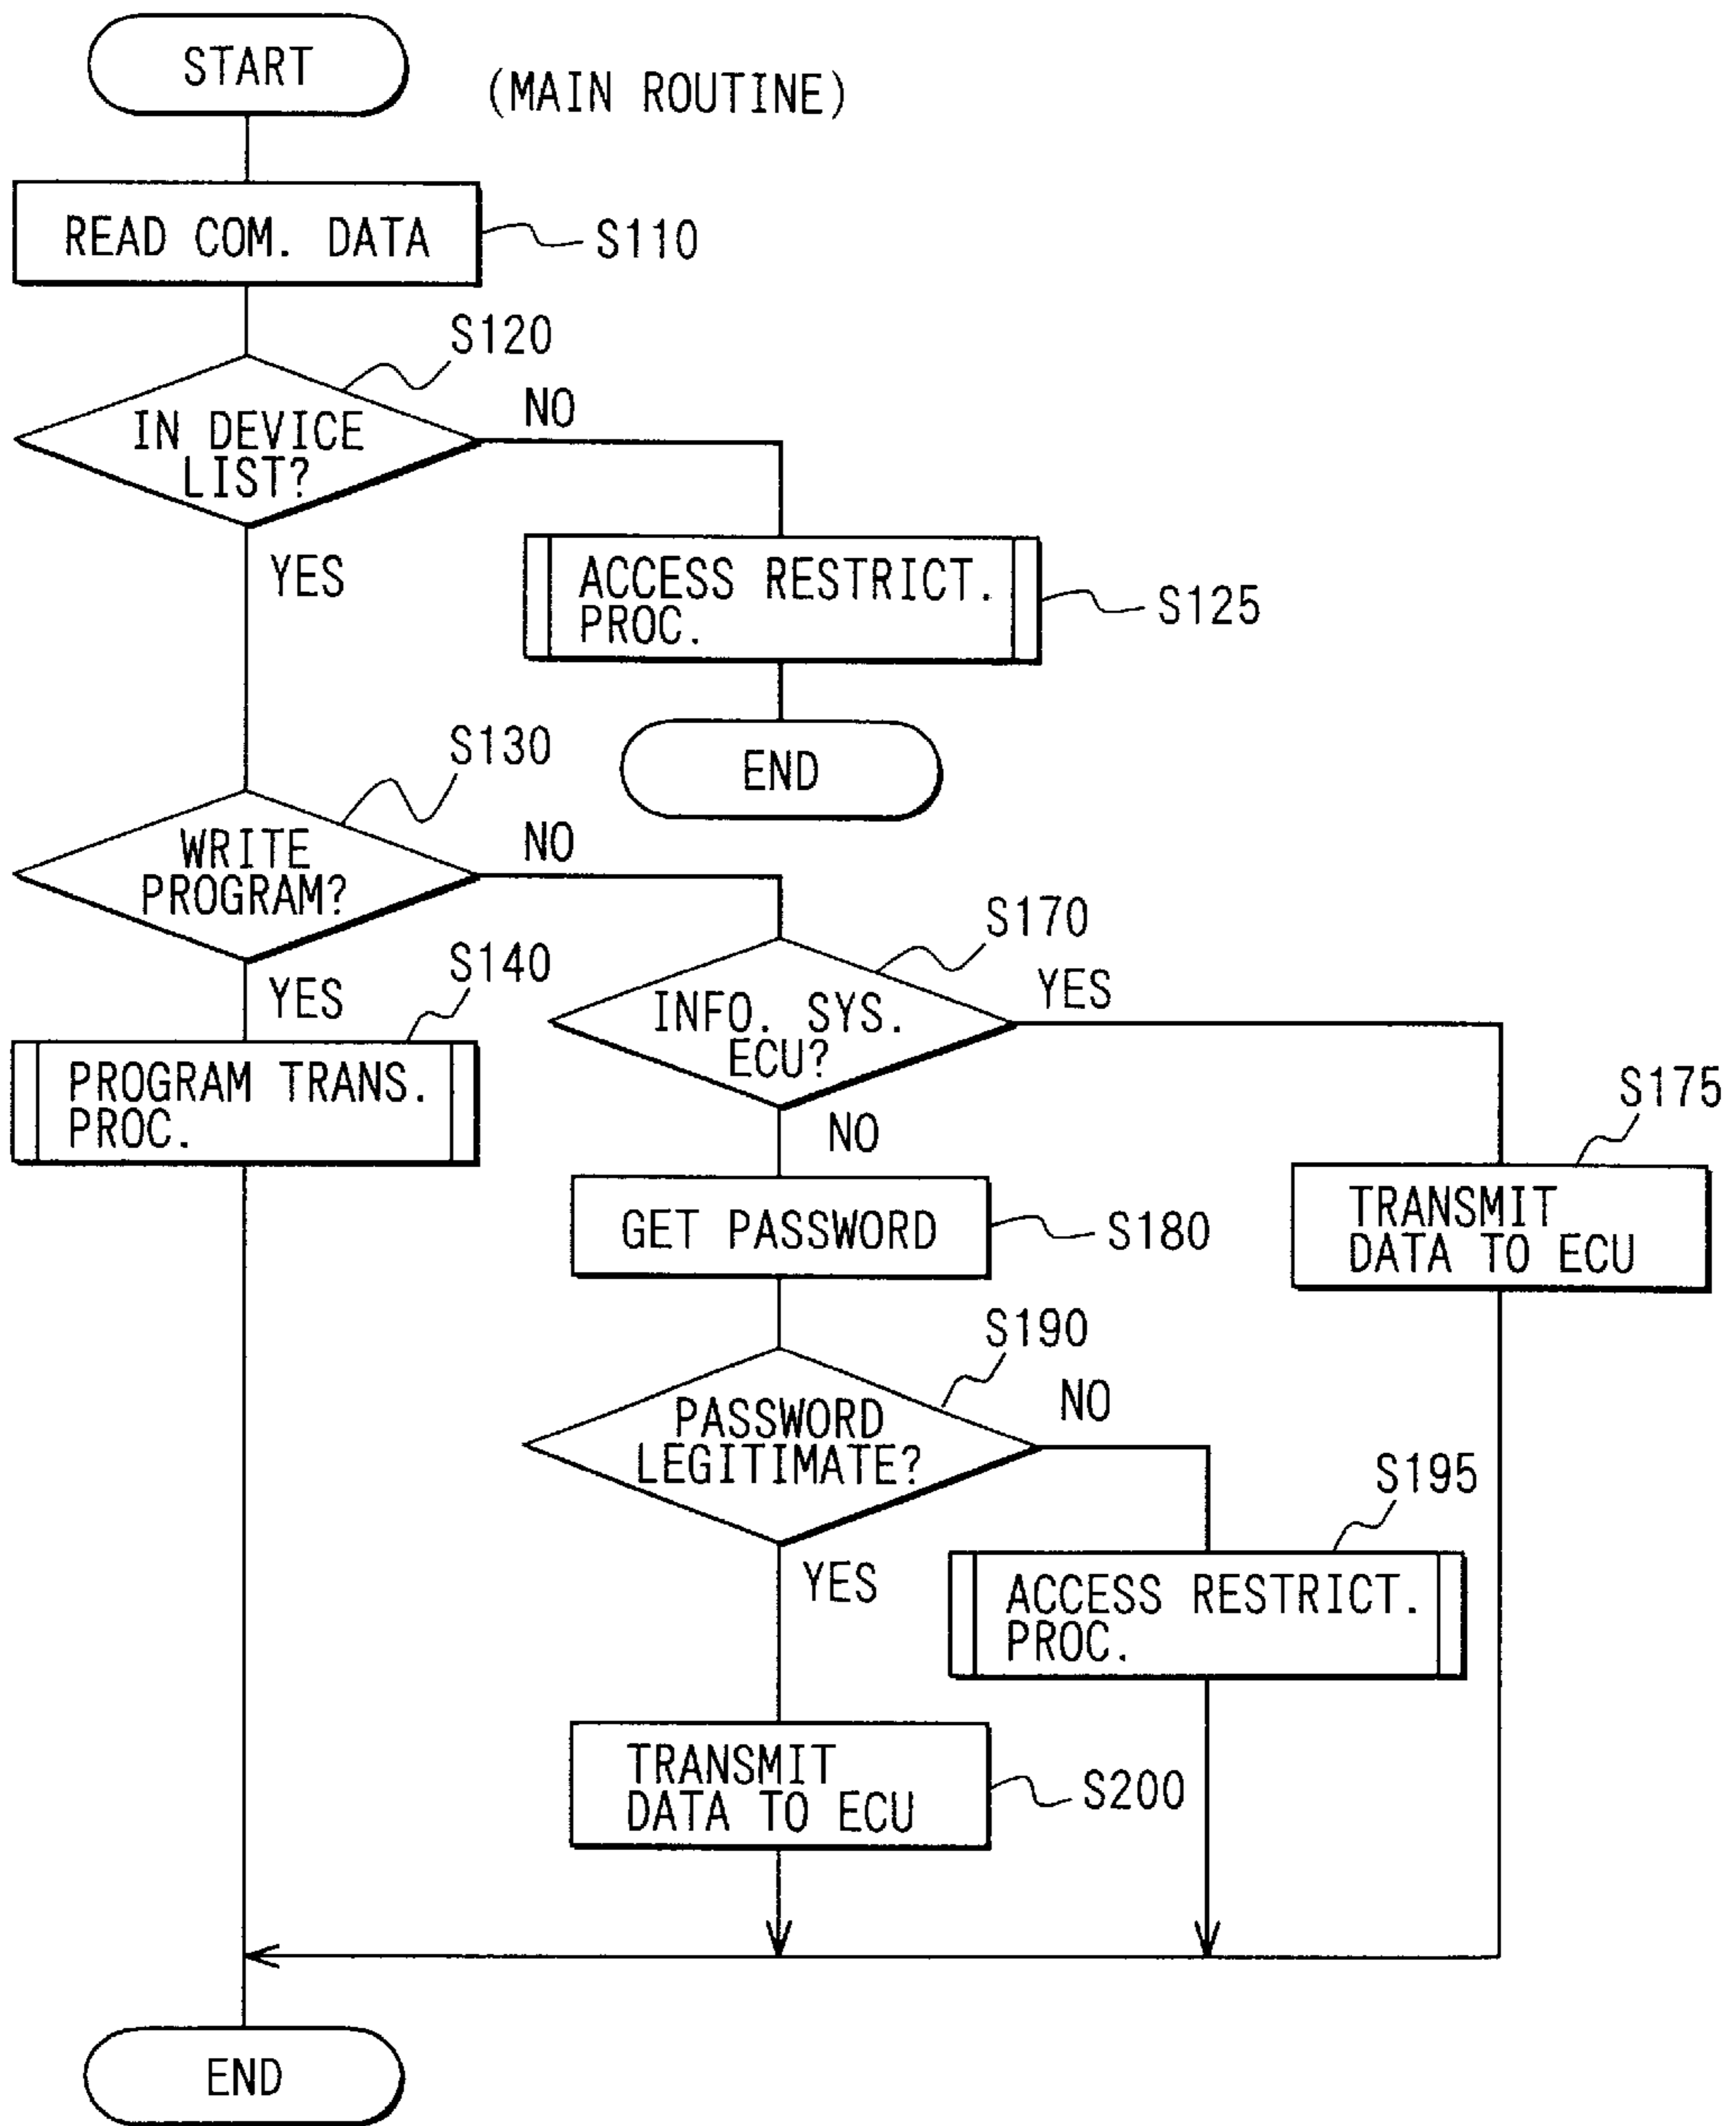 START
(MAIN ROUTINE)
READ COM. DATA
S110
S120
IN DEVICE
LIST?
NO
YES
ACCESS RESTRICT.
PROC.
S125
END
S130
WRITE
PROGRAM?
NO
YES
S140
PROGRAM TRANS.
PROC.
S170
INFO. SYS.
ECU?
YES
NO
S175
TRANSMIT
DATA TO ECU
GET PASSWORD
S180
S190
PASSWORD
LEGITIMATE?
NO
YES
S195
ACCESS RESTRICT.
PROC.
TRANSMIT
DATA TO ECU
S200
END